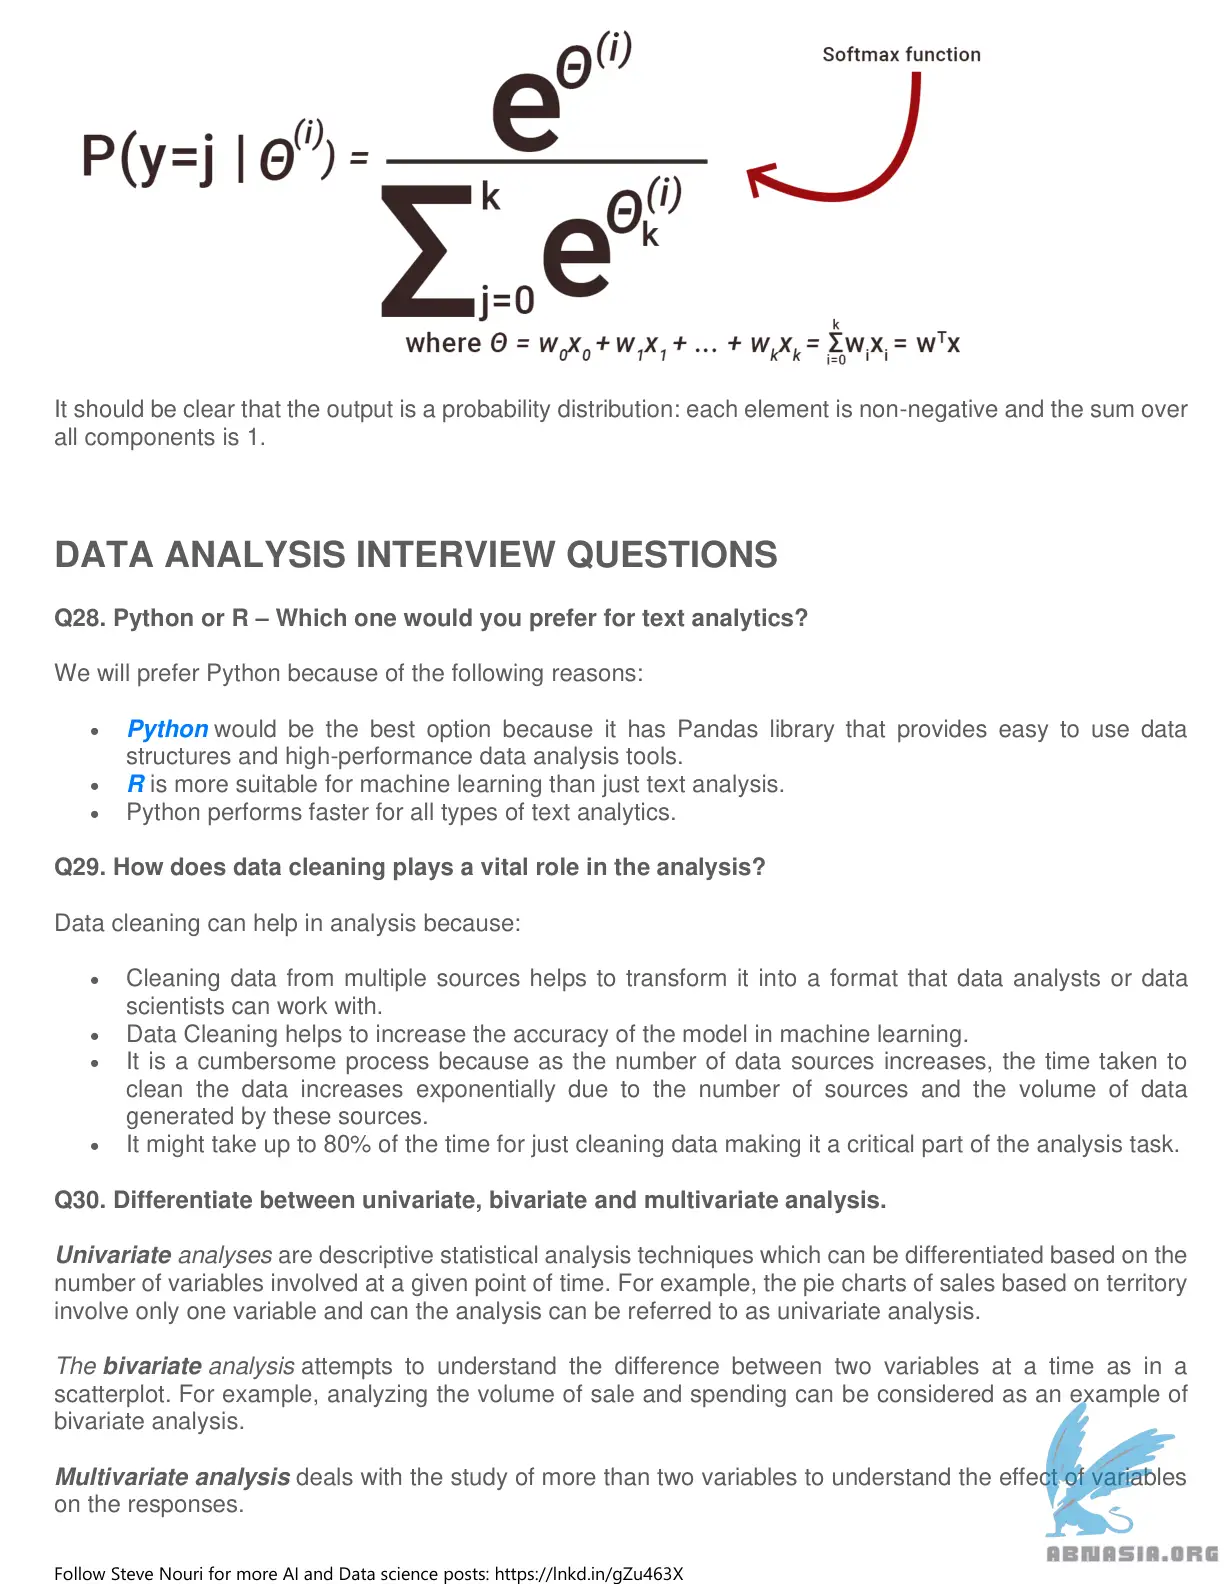 Softmax function
P(y=j | Θ^(i)) = e^Θ^(i) / Σ^k_j=0 e^Θ_k^(i)
where Θ = w₀x₀ + w₁x₁ + ... + wₖxₖ = Σ^k_i=0 wᵢxᵢ = wᵀx
It should be clear that the output is a probability distribution: each element is non-negative and the sum over
all components is 1.
DATA ANALYSIS INTERVIEW QUESTIONS
Q28. Python or R – Which one would you prefer for text analytics?
We will prefer Python because of the following reasons:
• Python would be the best option because it has Pandas library that provides easy to use data
structures and high-performance data analysis tools.
• R is more suitable for machine learning than just text analysis.
• Python performs faster for all types of text analytics.
Q29. How does data cleaning plays a vital role in the analysis?
Data cleaning can help in analysis because:
• Cleaning data from multiple sources helps to transform it into a format that data analysts or data
scientists can work with.
• Data Cleaning helps to increase the accuracy of the model in machine learning.
• It is a cumbersome process because as the number of data sources increases, the time taken to
clean the data increases exponentially due to the number of sources and the volume of data
generated by these sources.
• It might take up to 80% of the time for just cleaning data making it a critical part of the analysis task.
Q30. Differentiate between univariate, bivariate and multivariate analysis.
Univariate analyses are descriptive statistical analysis techniques which can be differentiated based on the
number of variables involved at a given point of time. For example, the pie charts of sales based on territory
involve only one variable and can the analysis can be referred to as univariate analysis.
The bivariate analysis attempts to understand the difference between two variables at a time as in a
scatterplot. For example, analyzing the volume of sale and spending can be considered as an example of
bivariate analysis.
Multivariate analysis deals with the study of more than two variables to understand the effect of variables
on the responses.
ABNASIA.ORG
Follow Steve Nouri for more AI and Data science posts: https://lnkd.in/gZu463X